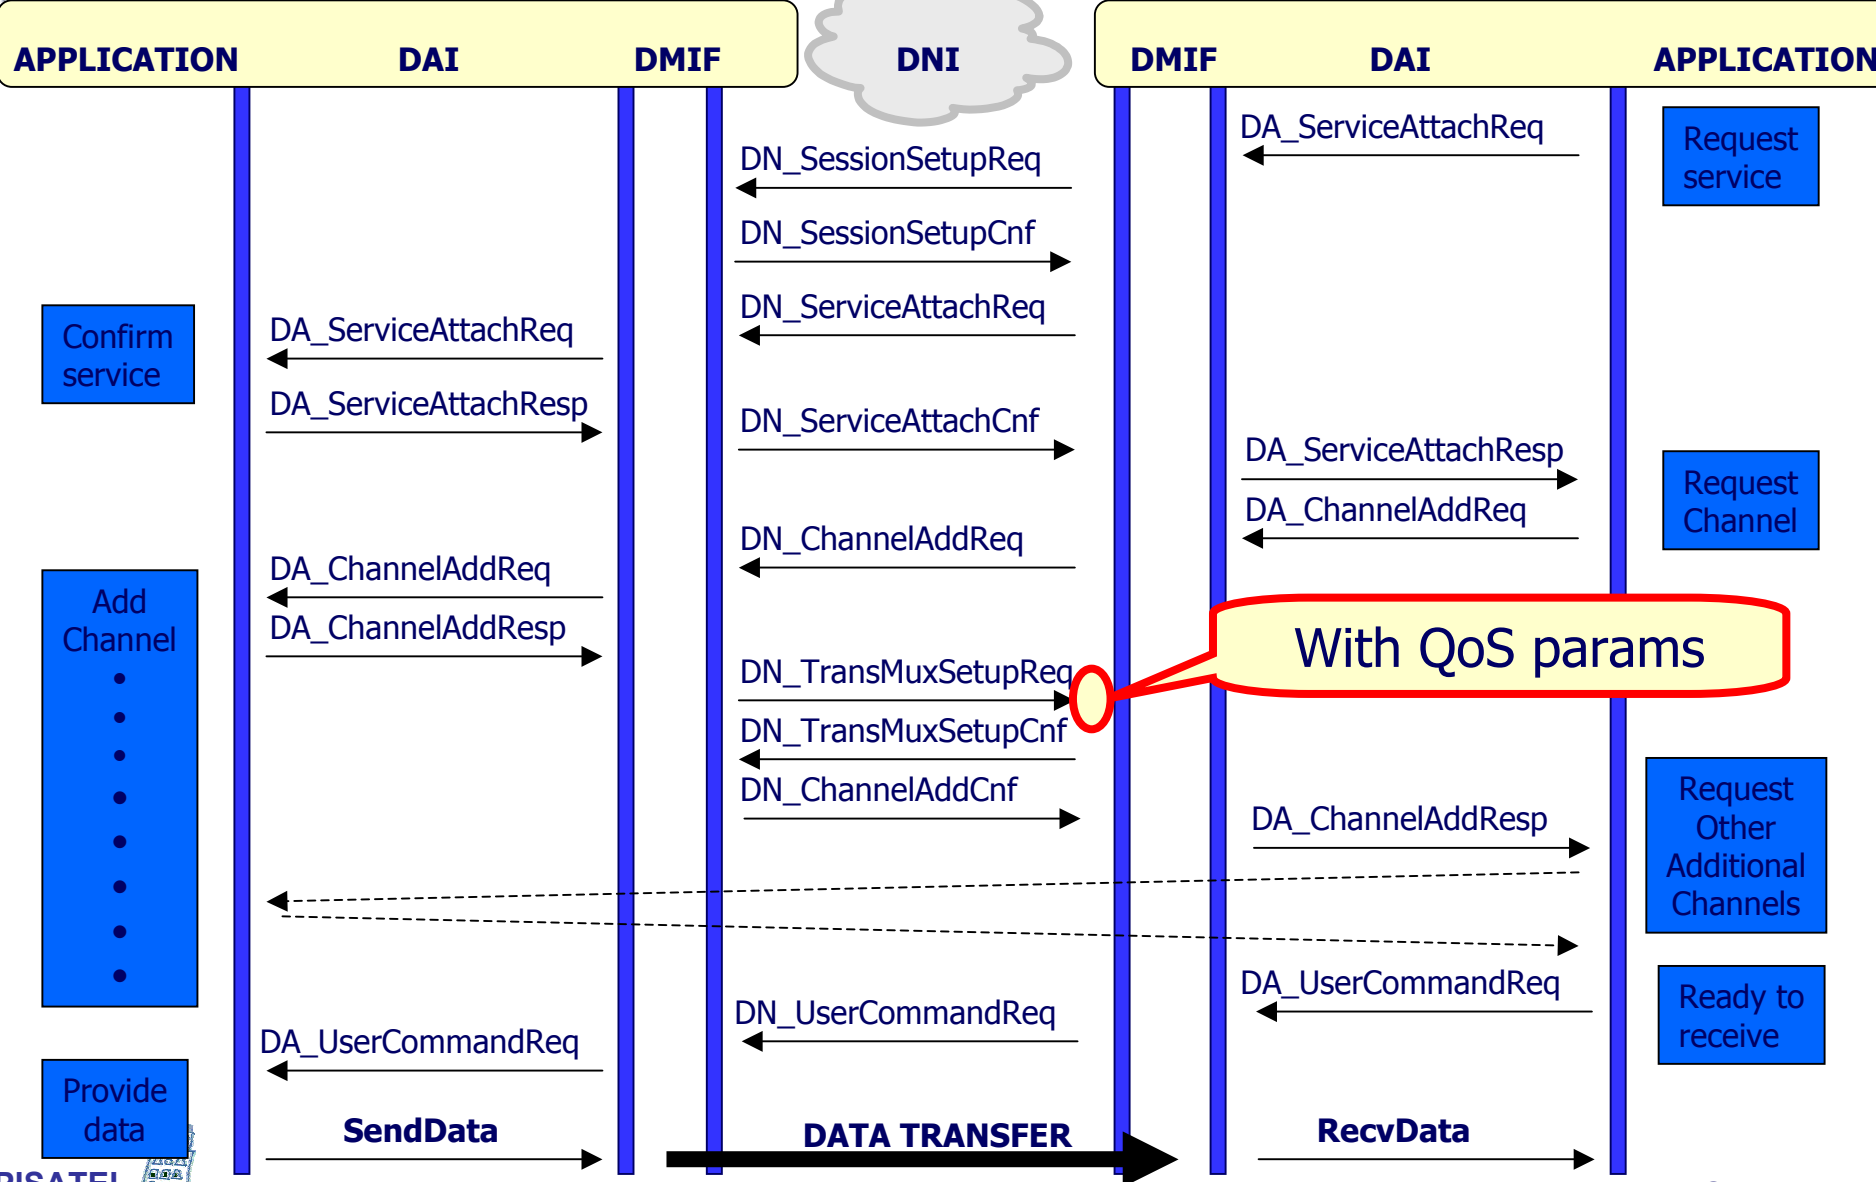 APPLICATION DAI DMIF DNI DMIF DAI APPLICATION
DA_ServiceAttachReq
Request
service
DN_SessionSetupReq
DN_SessionSetupCnf
DN_ServiceAttachReq
Confirm
service
DA_ServiceAttachReq
DA_ServiceAttachResp
DN_ServiceAttachCnf
DA_ServiceAttachResp
Request
Channel
DA_ChannelAddReq
DN_ChannelAddReq
DA_ChannelAddReq
Add
Channel
•
•
•
•
•
•
•
•
DA_ChannelAddResp
With QoS params
DN_TransMuxSetupReq
DN_TransMuxSetupCnf
DN_ChannelAddCnf
DA_ChannelAddResp
Request
Other
Additional
Channels
DA_UserCommandReq
Ready to
receive
DN_UserCommandReq
DA_UserCommandReq
Provide
data
SendData
DATA TRANSFER
RecvData